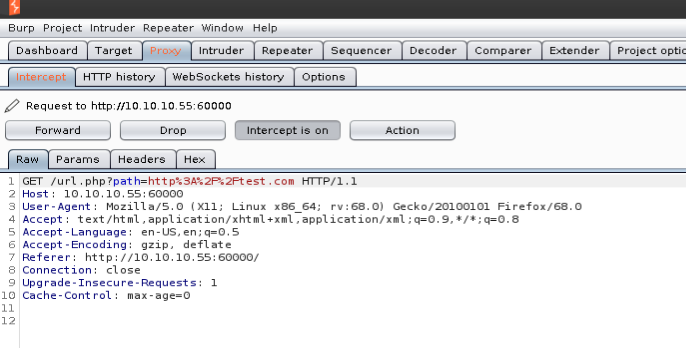 Burp Project Intruder Repeater Window Help
Dashboard Target Proxy Intruder Repeater Sequencer Decoder Comparer Extender Project optio
Intercept HTTP history WebSockets history Options
Request to http://10.10.10.55:60000
Forward Drop Intercept is on Action
Raw Params Headers Hex
1 GET /url.php?path=http%3A%2F%2Ftest.com HTTP/1.1
2 Host: 10.10.10.55:60000
3 User-Agent: Mozilla/5.0 (X11; Linux x86_64; rv:68.0) Gecko/20100101 Firefox/68.0
4 Accept: text/html,application/xhtml+xml,application/xml;q=0.9,*/*;q=0.8
5 Accept-Language: en-US,en;q=0.5
6 Accept-Encoding: gzip, deflate
7 Referer: http://10.10.10.55:60000/
8 Connection: close
9 Upgrade-Insecure-Requests: 1
10 Cache-Control: max-age=0
11
12